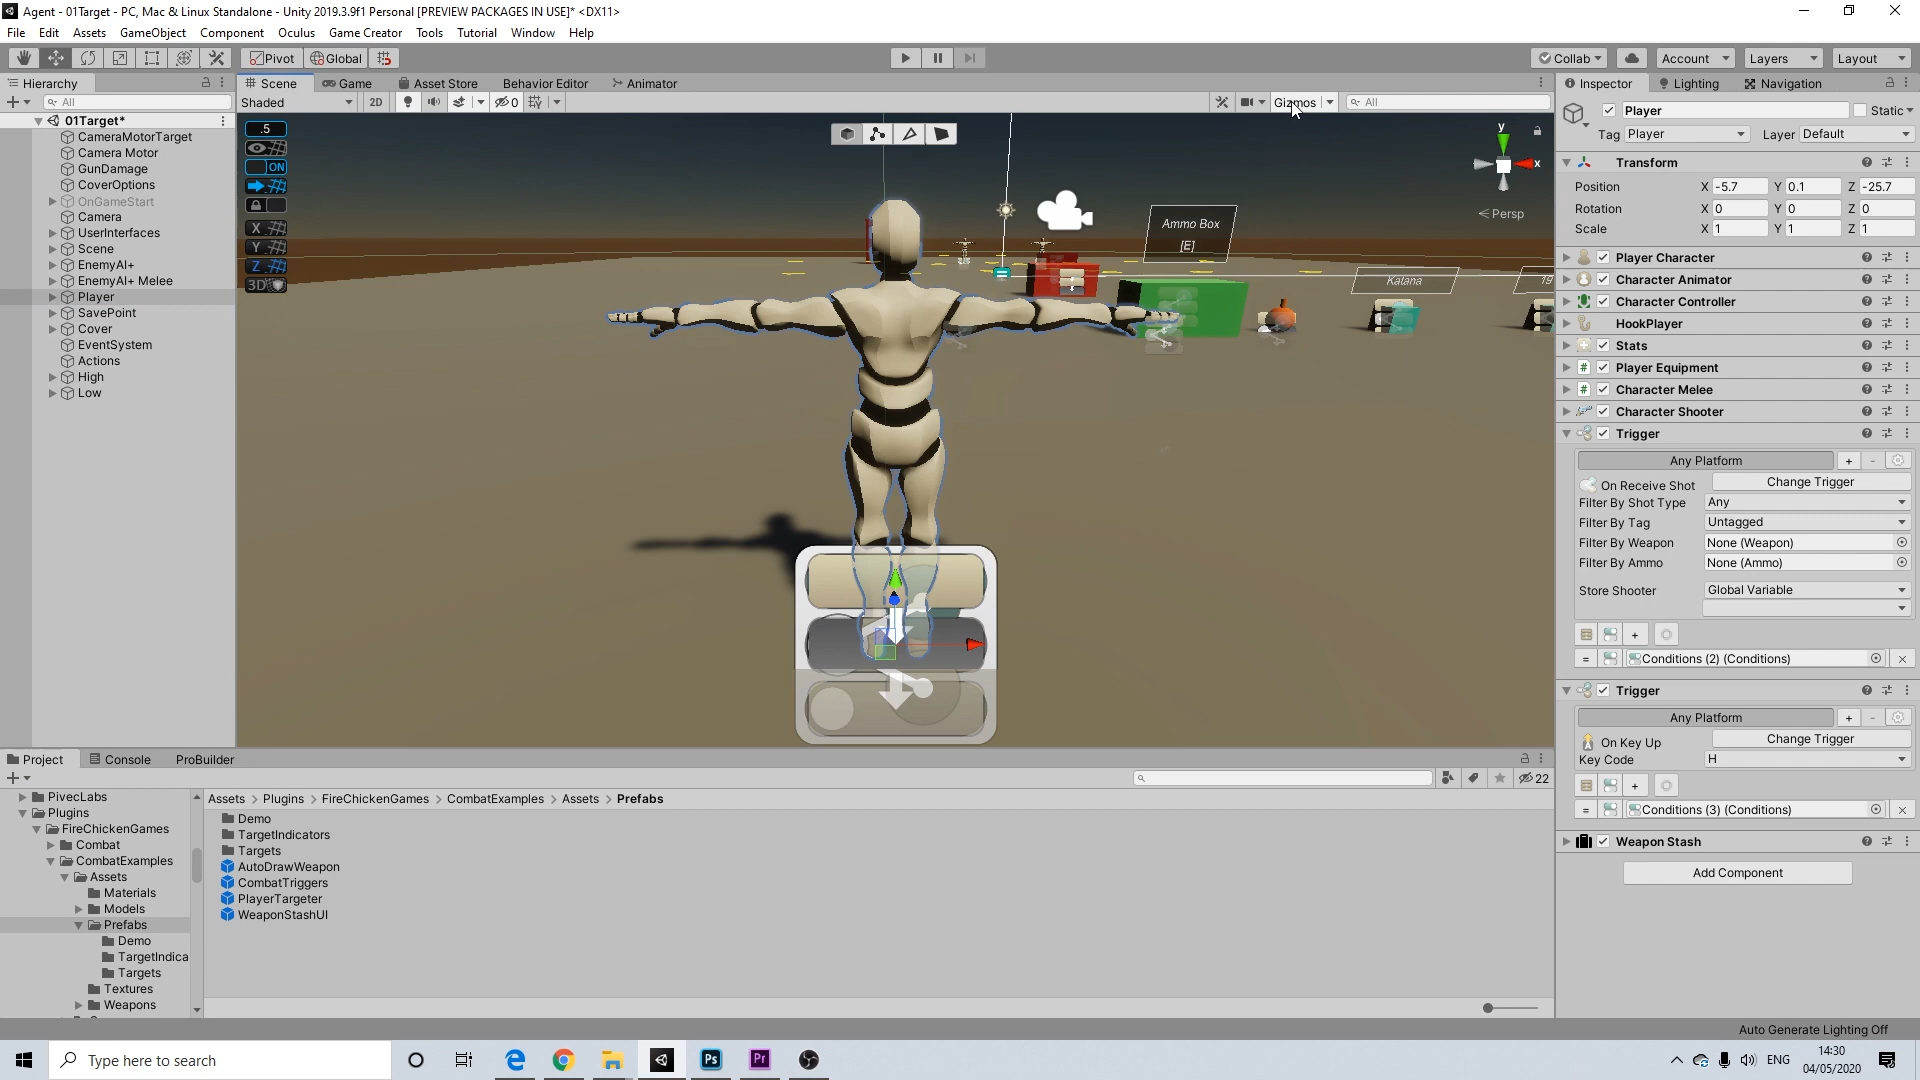 Agent - 01Target - PC, Mac & Linux Standalone - Unity 2019.3.9f1 Personal [PREVIEW PACKAGES IN USE]* <DX11>
File Edit Assets GameObject Component Oculus Game Creator Tools Tutorial Window Help
Pivot Global Collab Account Layers Layout
Hierarchy
All
01Target*
CameraMotorTarget
Camera Motor
GunDamage
CoverOptions
OnGameStart
Camera
UserInterfaces
Scene
EnemyAI+
EnemyAI+ Melee
Player
SavePoint
Cover
EventSystem
Actions
High
Low
Scene Game Asset Store Behavior Editor Animator
Shaded 2D 0 Gizmos All
.5
ON
X
Y
Z
3D
y
x
Persp
Ammo Box
[E]
Katana
19
Inspector Lighting Navigation
Player Static
Tag Player Layer Default
Transform
Position X -5.7 Y 0.1 Z -25.7
Rotation X 0 Y 0 Z 0
Scale X 1 Y 1 Z 1
Player Character
Character Animator
Character Controller
HookPlayer
Stats
Player Equipment
Character Melee
Character Shooter
Trigger
Any Platform + -
On Receive Shot Change Trigger
Filter By Shot Type Any
Filter By Tag Untagged
Filter By Weapon None (Weapon)
Filter By Ammo None (Ammo)
Store Shooter Global Variable
+
= Conditions (2) (Conditions)
Trigger
Any Platform + -
On Key Up Change Trigger
Key Code H
+
= Conditions (3) (Conditions)
Weapon Stash
Add Component
Project Console ProBuilder
22
PivecLabs
Plugins
FireChickenGames
Combat
CombatExamples
Assets
Materials
Models
Prefabs
Demo
TargetIndica
Targets
Textures
Weapons
Assets > Plugins > FireChickenGames > CombatExamples > Assets > Prefabs
Demo
TargetIndicators
Targets
AutoDrawWeapon
CombatTriggers
PlayerTargeter
WeaponStashUI
Auto Generate Lighting Off
Type here to search
Ps
Pr
ENG
14:30
04/05/2020